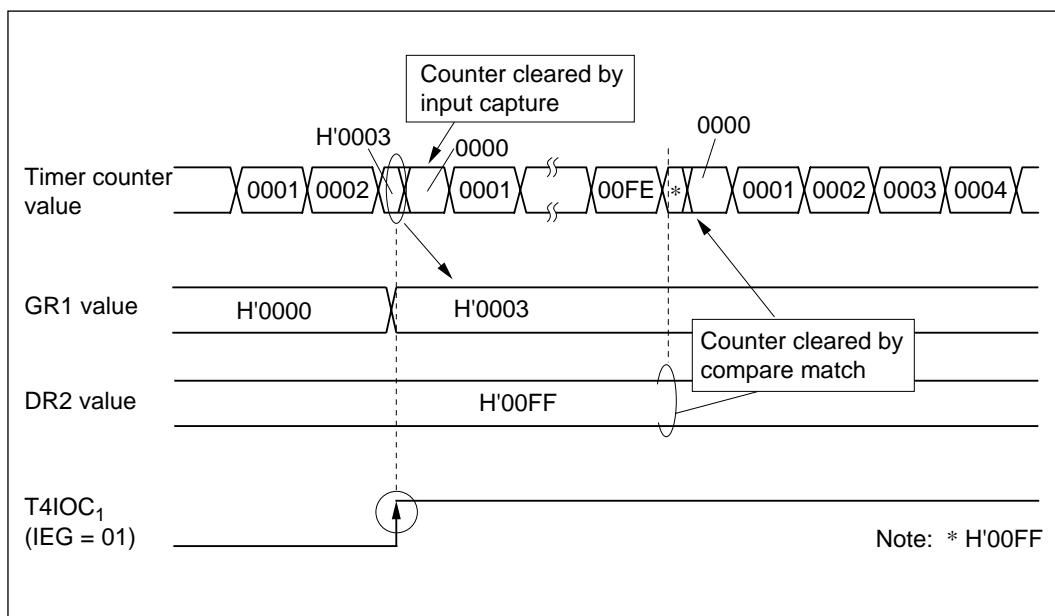 Counter cleared by
input capture
H'0003
0000
0000
Timer counter
value
0001 0002 0001 00FE * 0001 0002 0003 0004
GR1 value
H'0000
H'0003
Counter cleared by
compare match
DR2 value
H'00FF
T4IOC1
(IEG = 01)
Note: * H'00FF